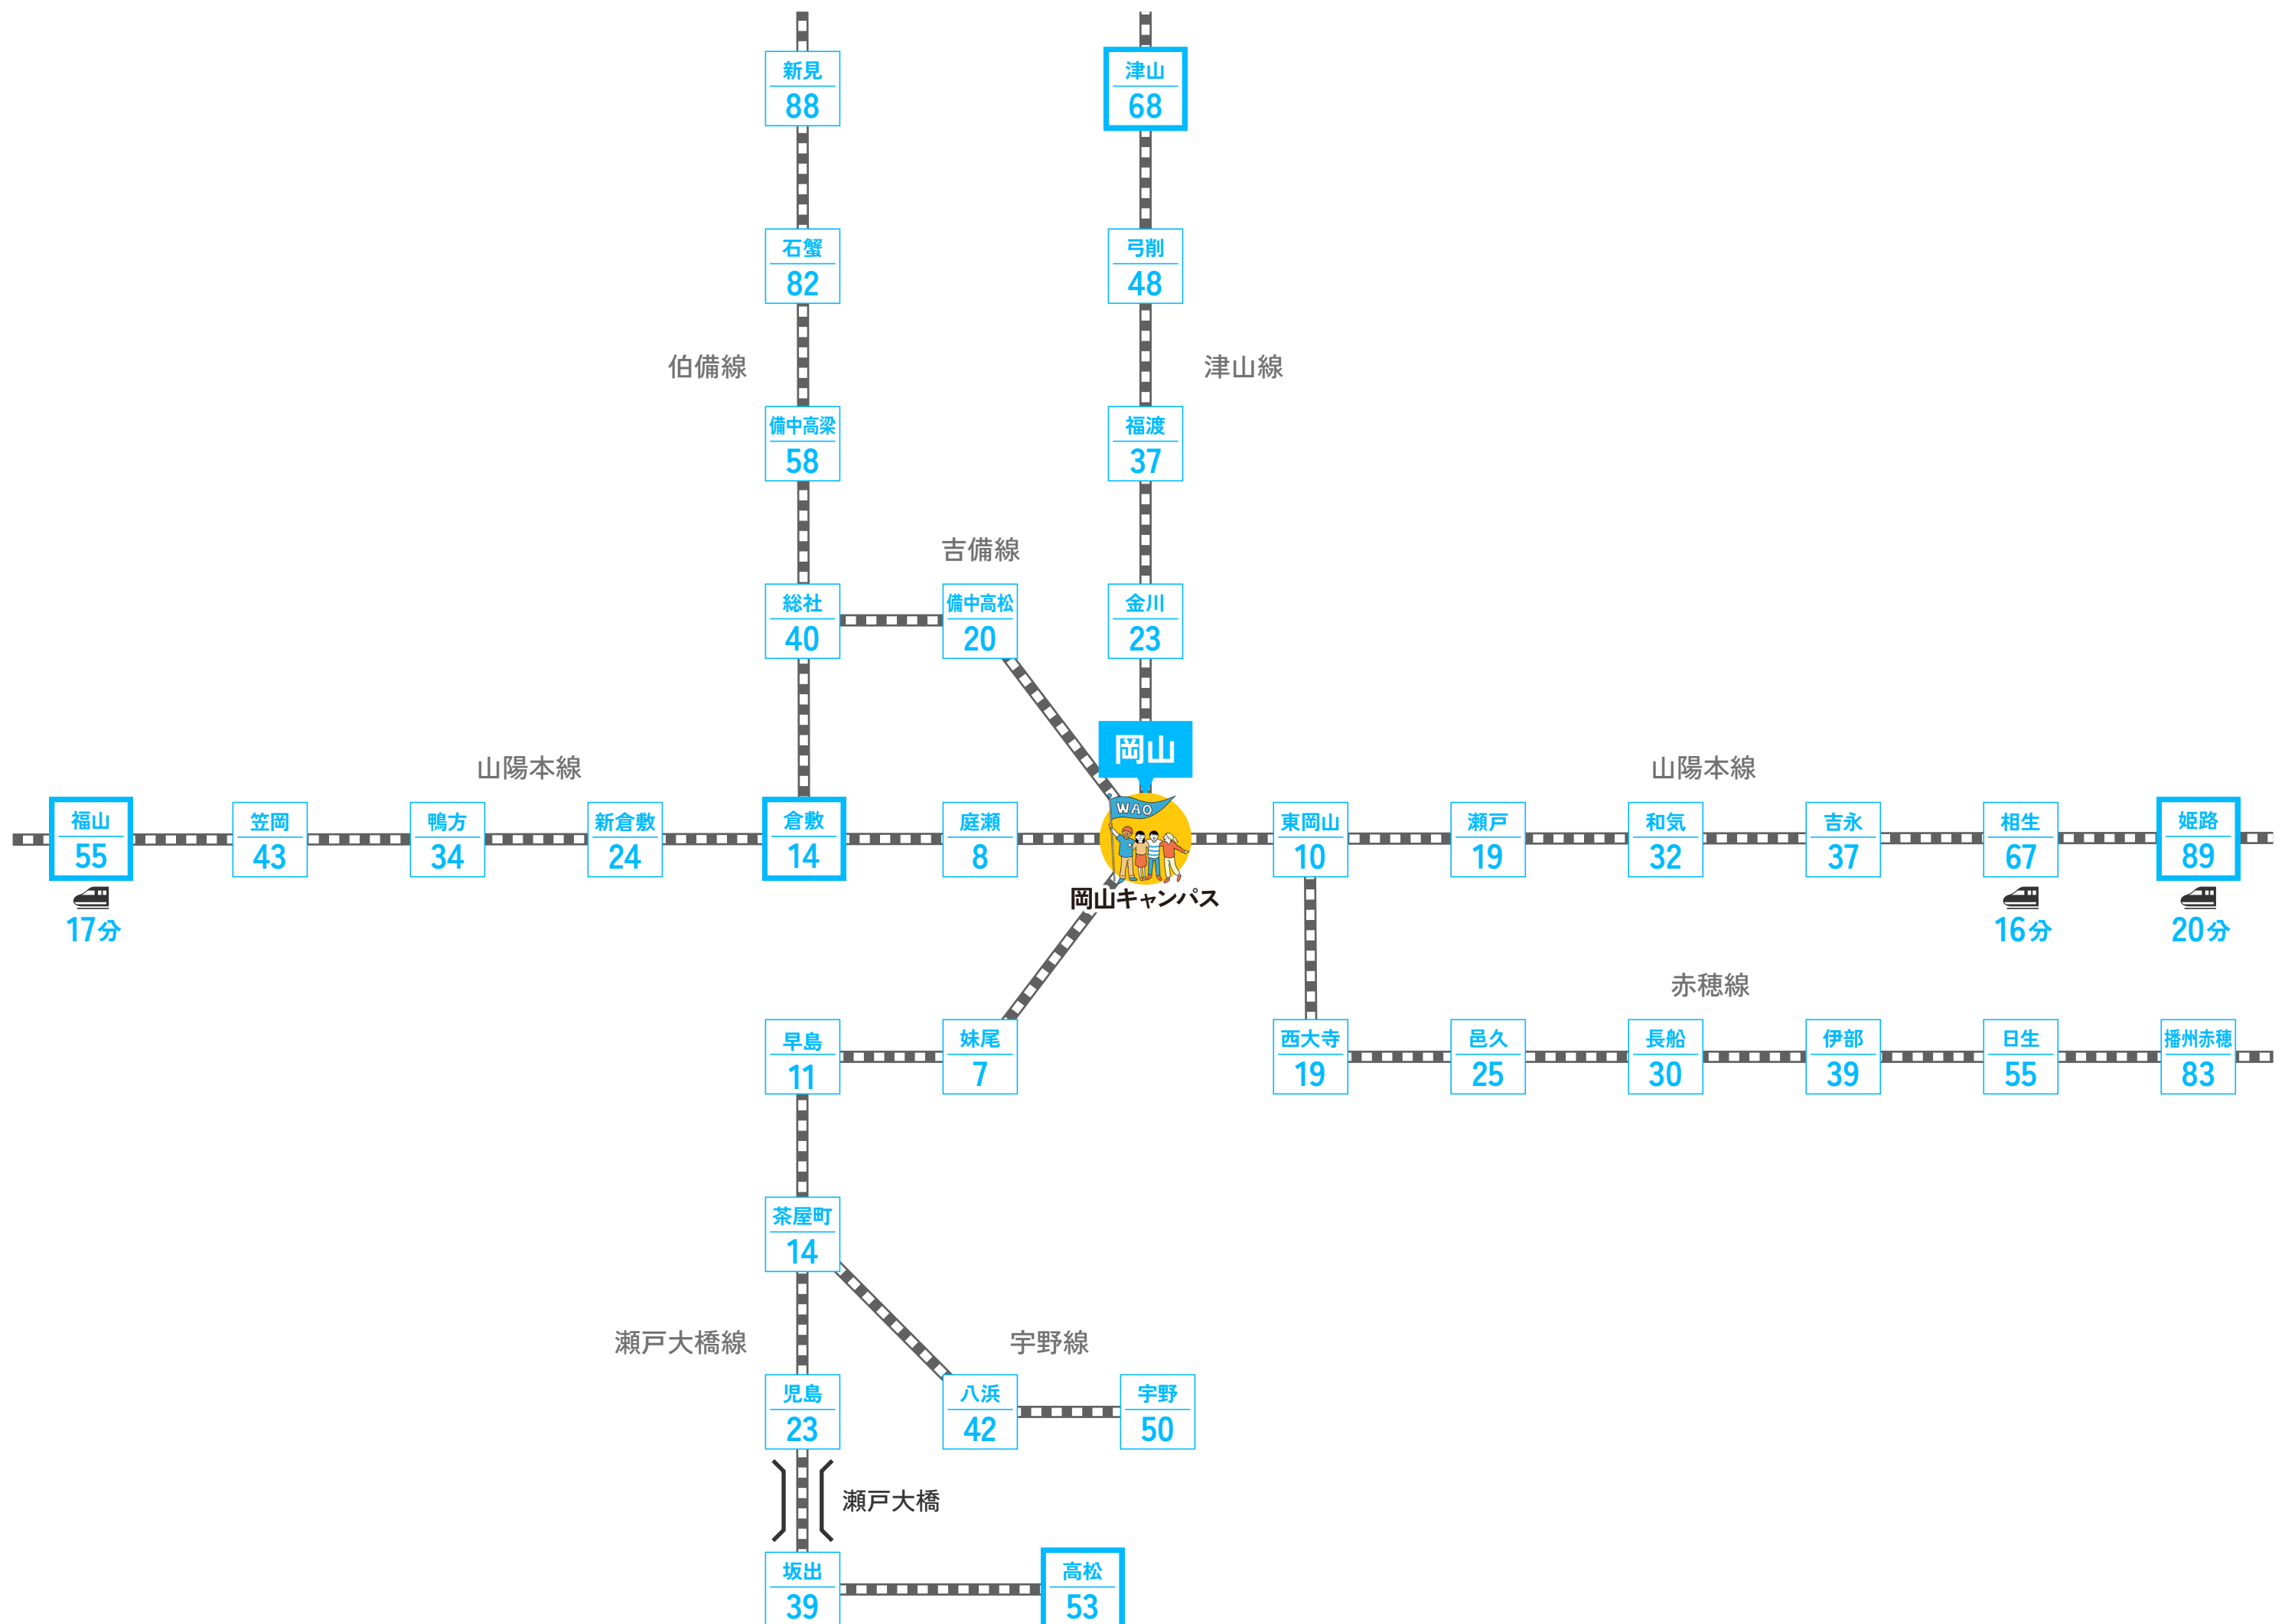 新見
88
津山
68
石蟹
82
弓削
48
伯備線
津山線
備中高梁
58
福渡
37
吉備線
総社
40
備中高松
20
金川
23
岡山
山陽本線
山陽本線
福山
55
笠岡
43
鴨方
34
新倉敷
24
倉敷
14
庭瀬
8
WAO
岡山キャンパス
東岡山
10
瀬戸
19
和気
32
吉永
37
相生
67
姫路
89
17分
16分
20分
赤穂線
早島
11
妹尾
7
西大寺
19
邑久
25
長船
30
伊部
39
日生
55
播州赤穂
83
茶屋町
14
瀬戸大橋線
宇野線
児島
23
八浜
42
宇野
50
瀬戸大橋
坂出
39
高松
53